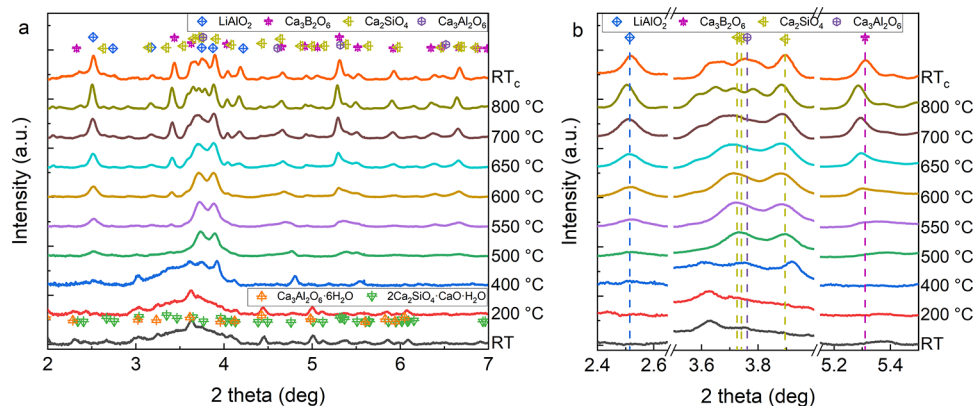 a
LiAlO₂ Ca₃B₂O₆ Ca₂SiO₄ Ca₃Al₂O₆
RT_c
800 °C
700 °C
650 °C
600 °C
550 °C
500 °C
400 °C
Ca₃Al₂O₆·6H₂O 2Ca₂SiO₄·CaO·H₂O
200 °C
RT
Intensity (a.u.)
2 3 4 5 6 7
2 theta (deg)
b
LiAlO₂ Ca₃B₂O₆ Ca₂SiO₄ Ca₃Al₂O₆
RT_c
800 °C
700 °C
650 °C
600 °C
550 °C
500 °C
400 °C
200 °C
RT
Intensity (a.u.)
2.4 2.6 3.6 3.8 5.2 5.4
2 theta (deg)